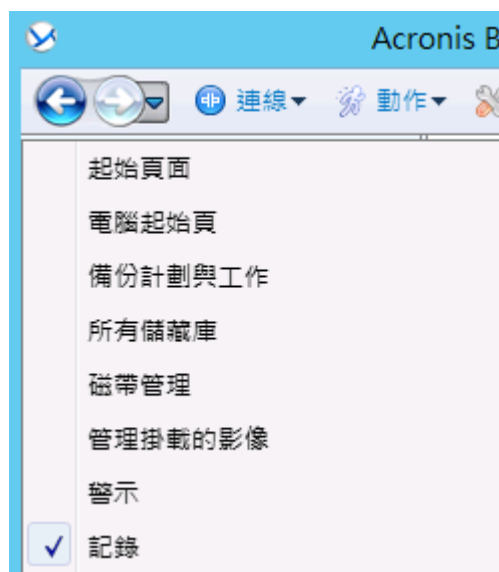 Acronis B
連線 動作
起始頁面
電腦起始頁
備份計劃與工作
所有儲藏庫
磁帶管理
管理掛載的影像
警示
記錄